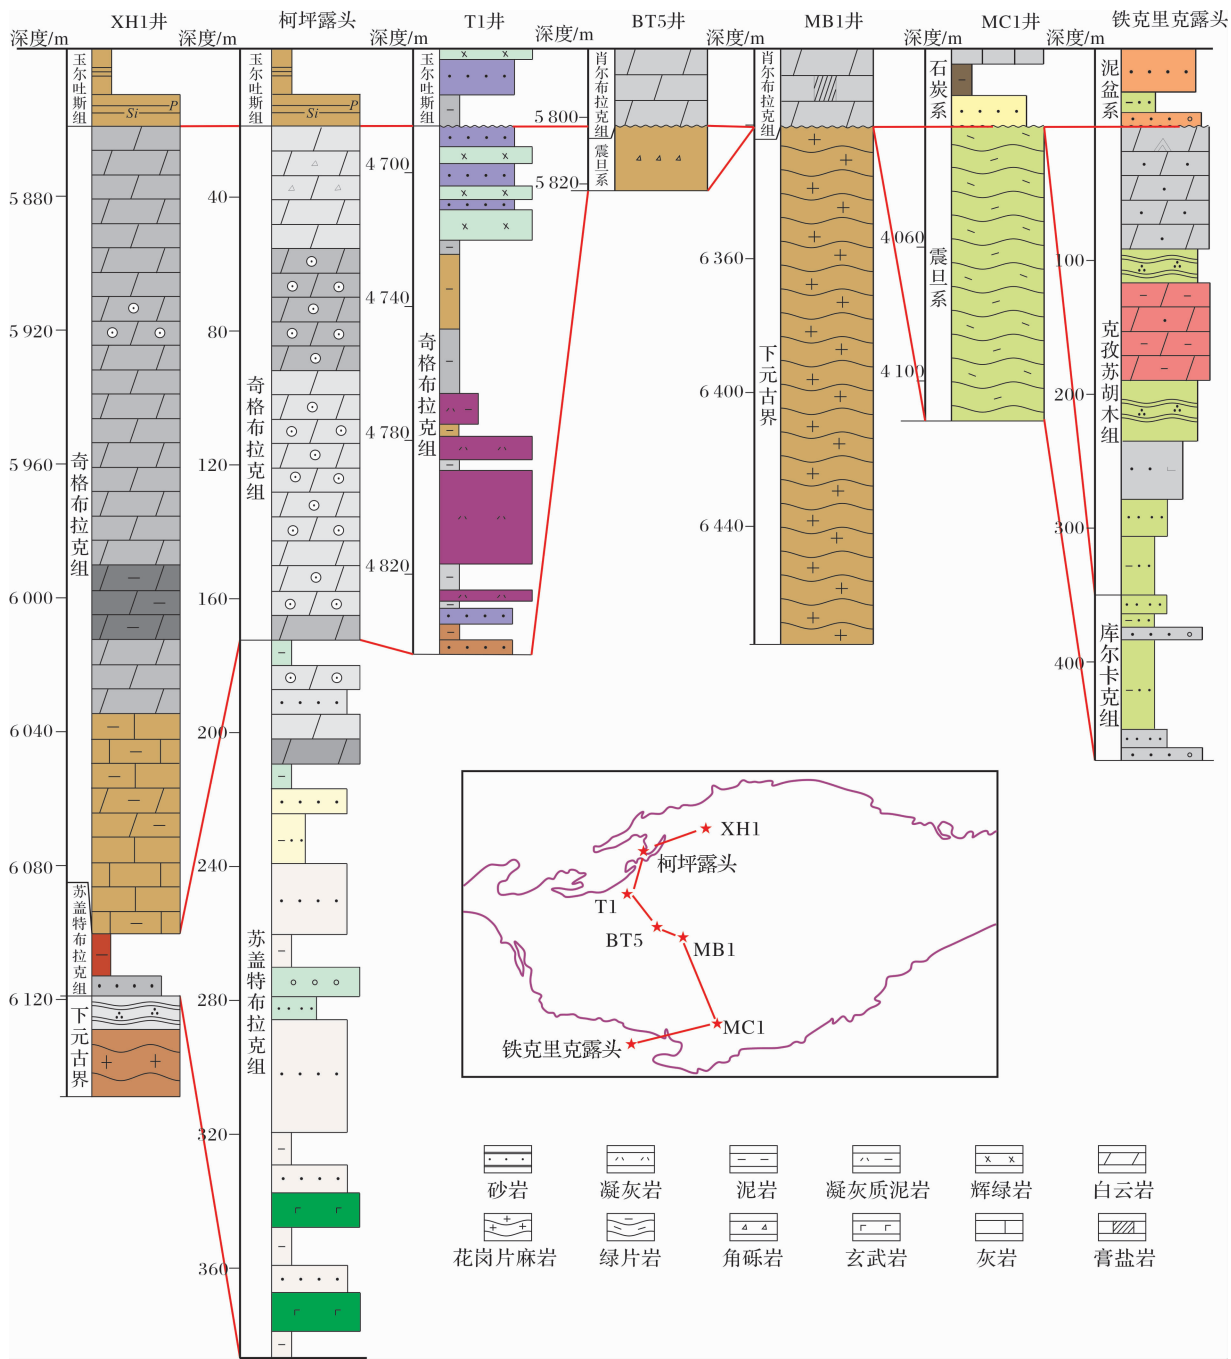 XH1井
柯坪露头
T1井
BT5井
MB1井
MC1井
铁克里克露头
深度/m
深度/m
深度/m
深度/m
深度/m
深度/m
深度/m
玉尔吐斯组
Si
P
5 880
5 920
5 960
6 000
6 040
6 080
6 120
奇格布拉克组
苏盖特布拉克组
下元古界
玉尔吐斯组
Si
P
40
80
120
160
200
240
280
320
360
奇格布拉克组
苏盖特布拉克组
玉尔吐斯组
4 700
4 740
4 780
4 820
奇格布拉克组
肖尔布拉克组
5 800
5 820
震旦系
肖尔布拉克组
6 360
6 400
6 440
下元古界
石炭系
4 060
4 100
震旦系
泥盆系
100
200
300
400
克孜苏胡木组
库尔卡克组
XH1
柯坪露头
T1
BT5
MB1
MC1
铁克里克露头
砂岩
凝灰岩
泥岩
凝灰质泥岩
辉绿岩
白云岩
花岗片麻岩
绿片岩
角砾岩
玄武岩
灰岩
膏盐岩